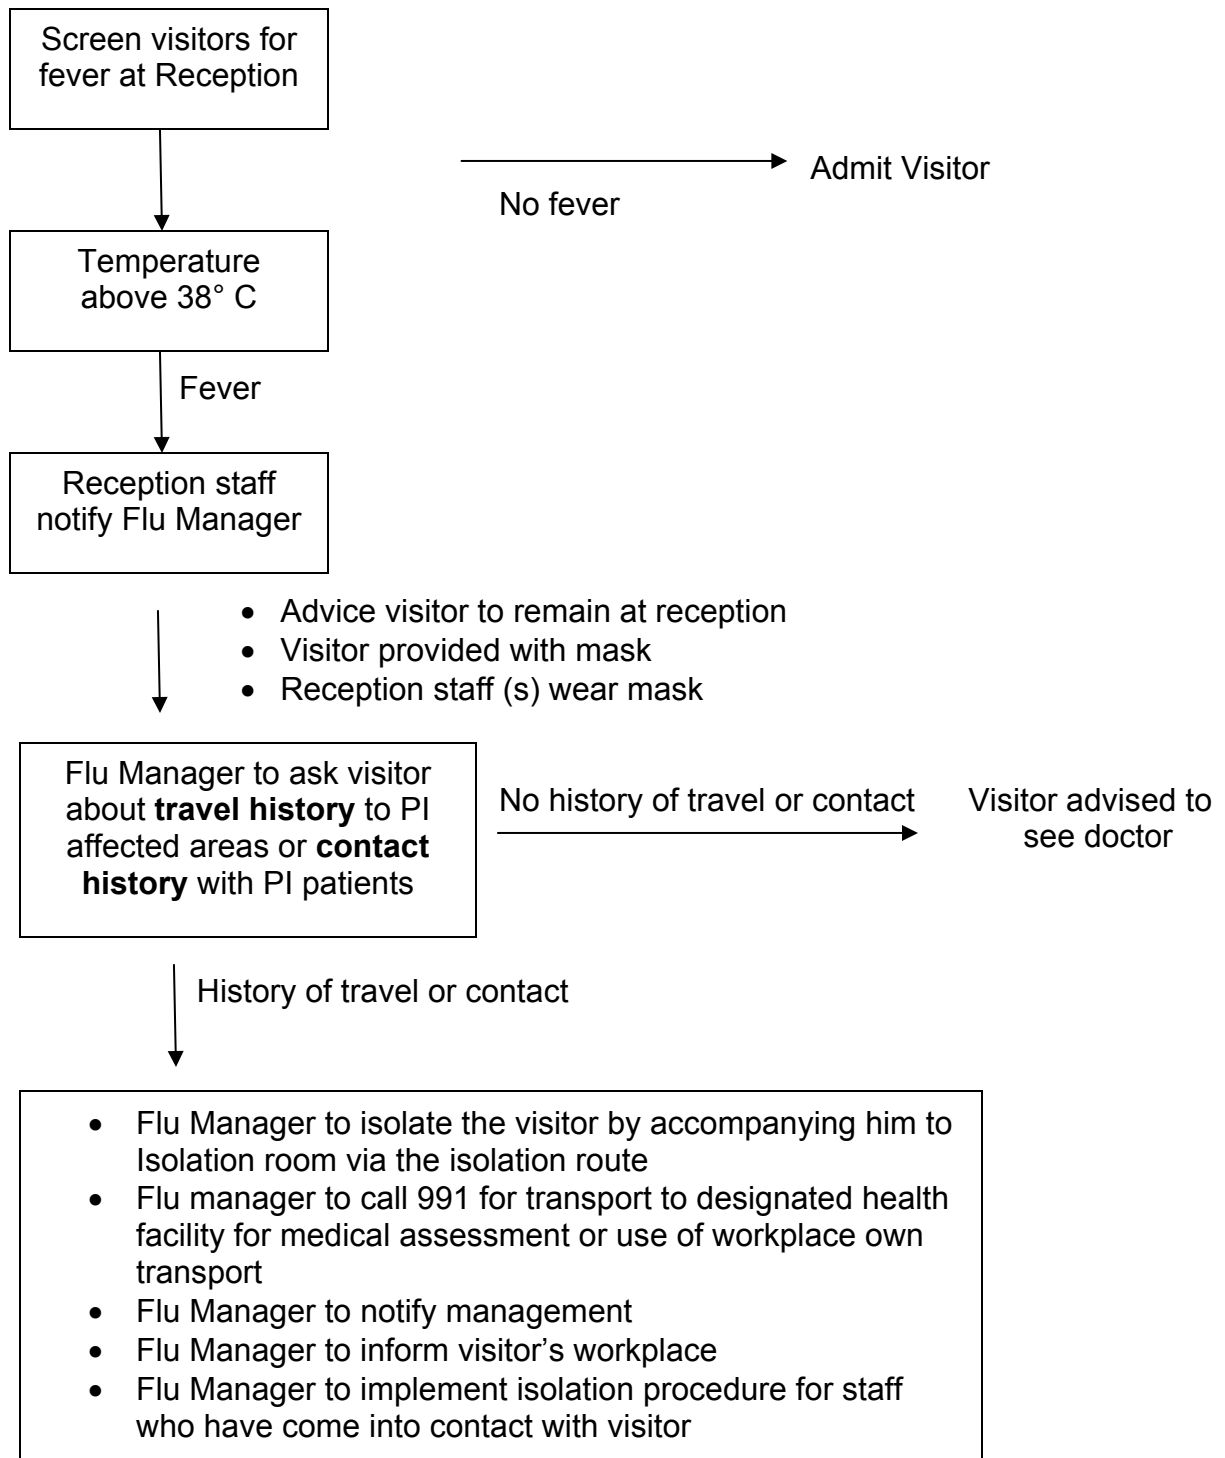 Screen visitors for
fever at Reception
No fever
Admit Visitor
Temperature
above 38° C
Fever
Reception staff
notify Flu Manager
• Advice visitor to remain at reception
• Visitor provided with mask
• Reception staff (s) wear mask
Flu Manager to ask visitor
about travel history to PI
affected areas or contact
history with PI patients
No history of travel or contact
Visitor advised to
see doctor
History of travel or contact
• Flu Manager to isolate the visitor by accompanying him to
Isolation room via the isolation route
• Flu manager to call 991 for transport to designated health
facility for medical assessment or use of workplace own
transport
• Flu Manager to notify management
• Flu Manager to inform visitor’s workplace
• Flu Manager to implement isolation procedure for staff
who have come into contact with visitor